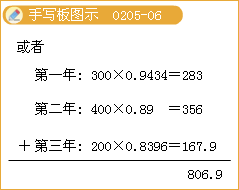 手写板图示 0205-06
或者
第一年：300×0.9434＝283
第二年：400×0.89 ＝356
＋第三年：200×0.8396＝167.9
806.9